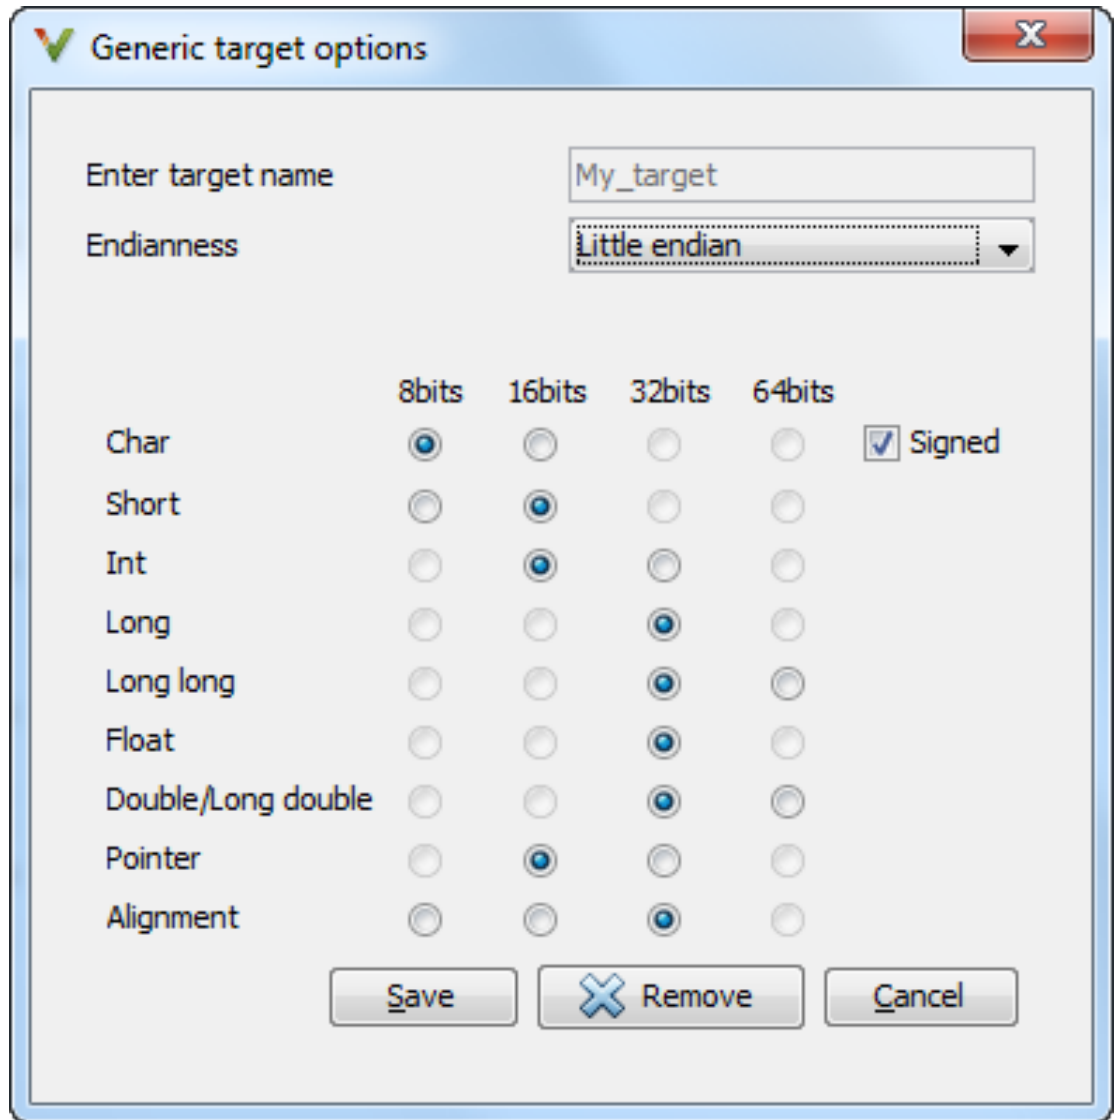 Generic target options
Enter target name My_target
Endianness Little endian
8bits 16bits 32bits 64bits
Char Signed
Short
Int
Long
Long long
Float
Double/Long double
Pointer
Alignment
Save Remove Cancel